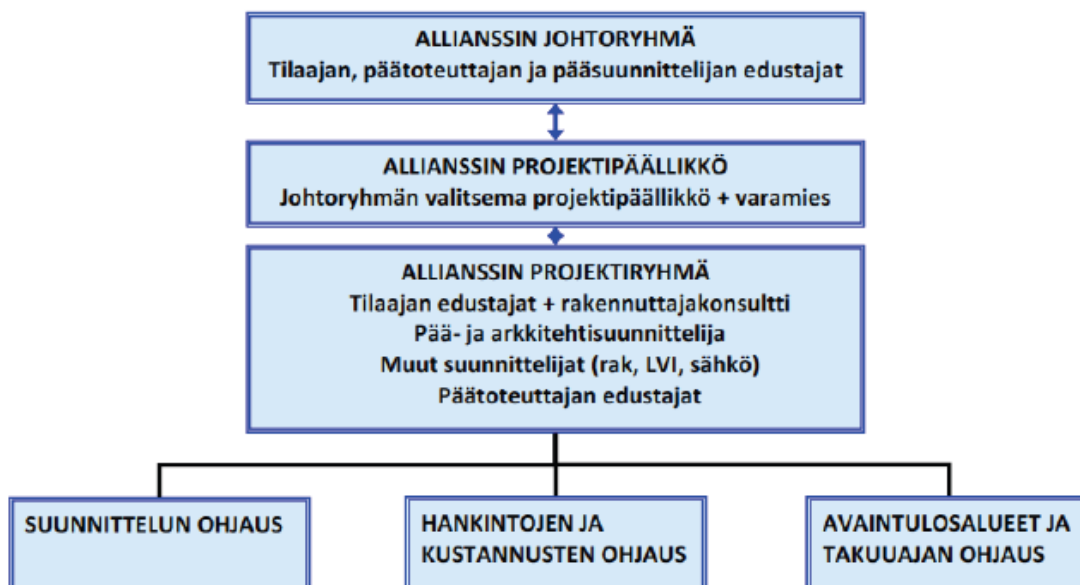 ALLIANSSIN JOHTORYHMÄ
Tilaajan, päätoteuttajan ja pääsuunnittelijan edustajat
ALLIANSSIN PROJEKTIPÄÄLLIKKÖ
Johtoryhmän valitsema projektipäällikkö + varamies
ALLIANSSIN PROJEKTIRYHMÄ
Tilaajan edustajat + rakennuttajakonsultti
Pää- ja arkkitehtisuunnittelija
Muut suunnittelijat (rak, LVI, sähkö)
Päätoteuttajan edustajat
SUUNNITTELUN OHJAUS
HANKINTOJEN JA
KUSTANNUSTEN OHJAUS
AVAINTULOSALUEET JA
TAKUUAJAN OHJAUS